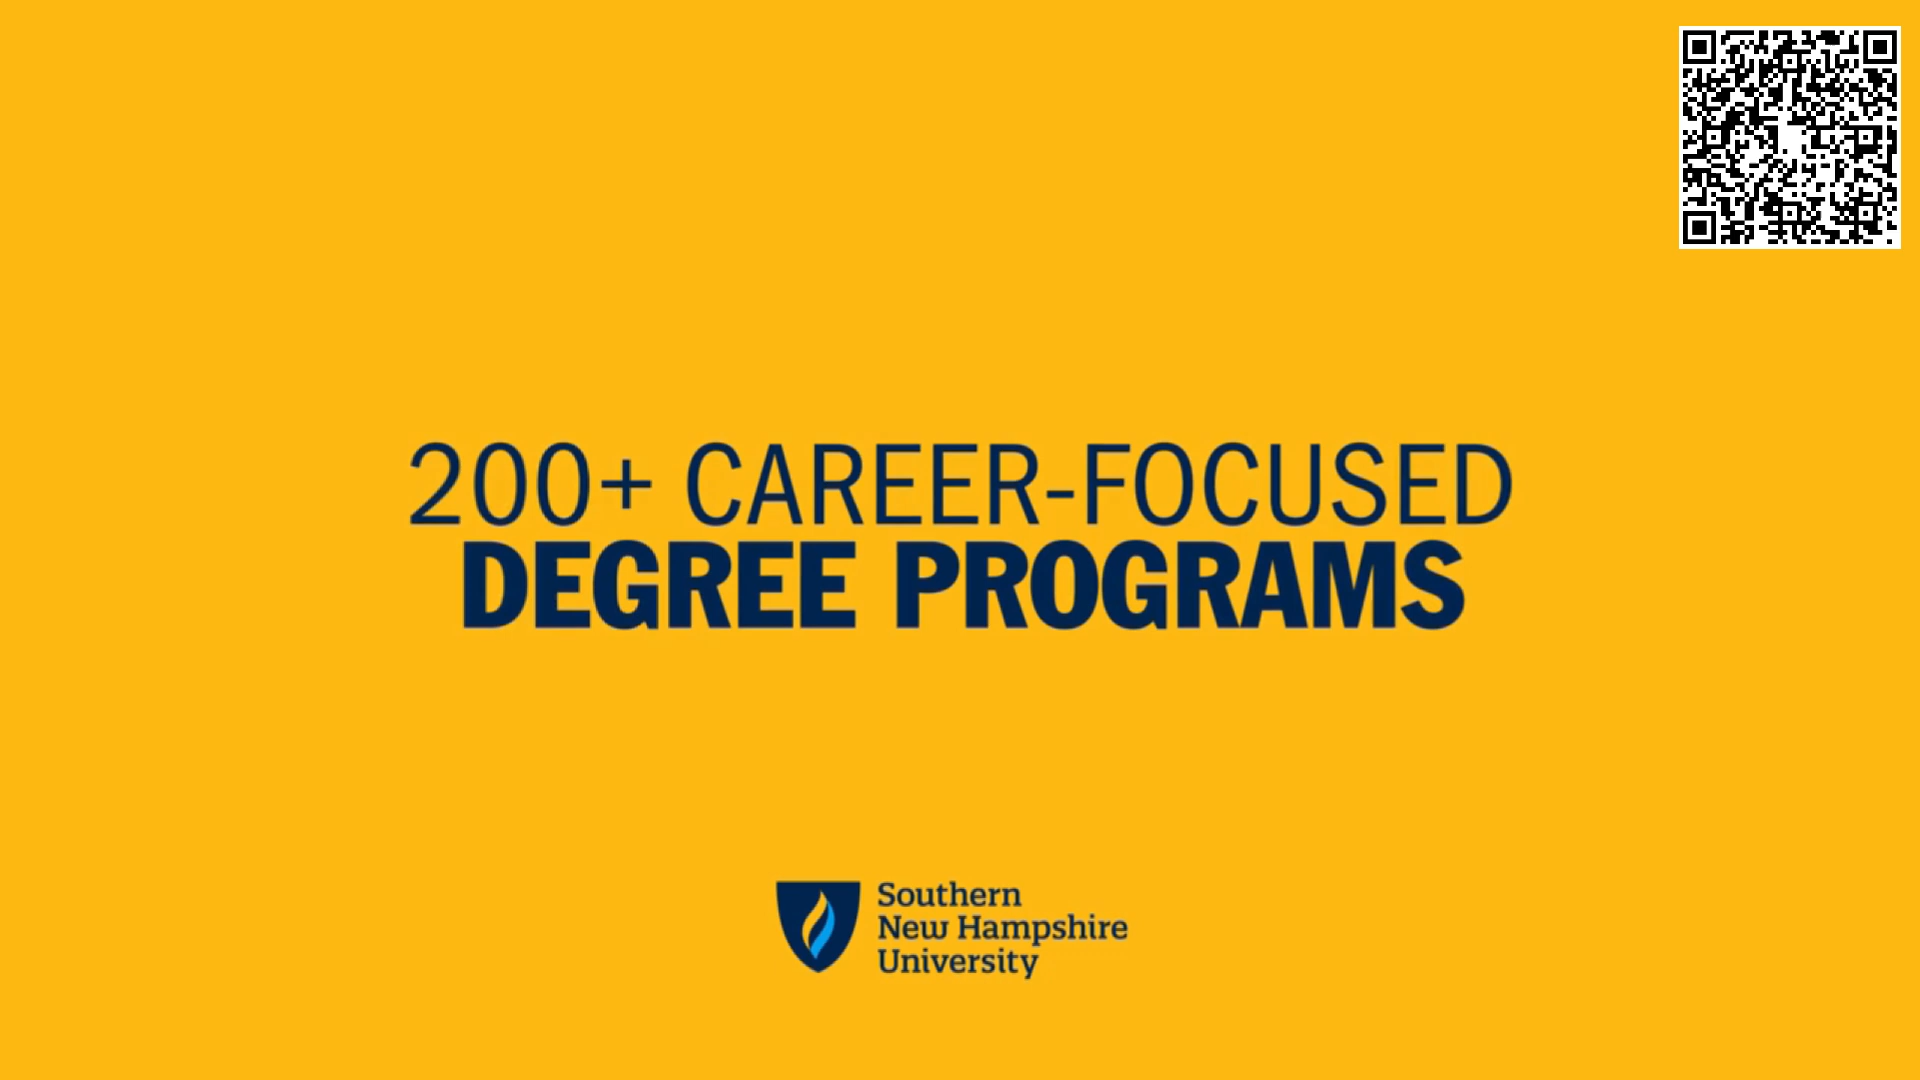 200+ CAREER-FOCUSED
DEGREE PROGRAMS
Southern
New Hampshire
University